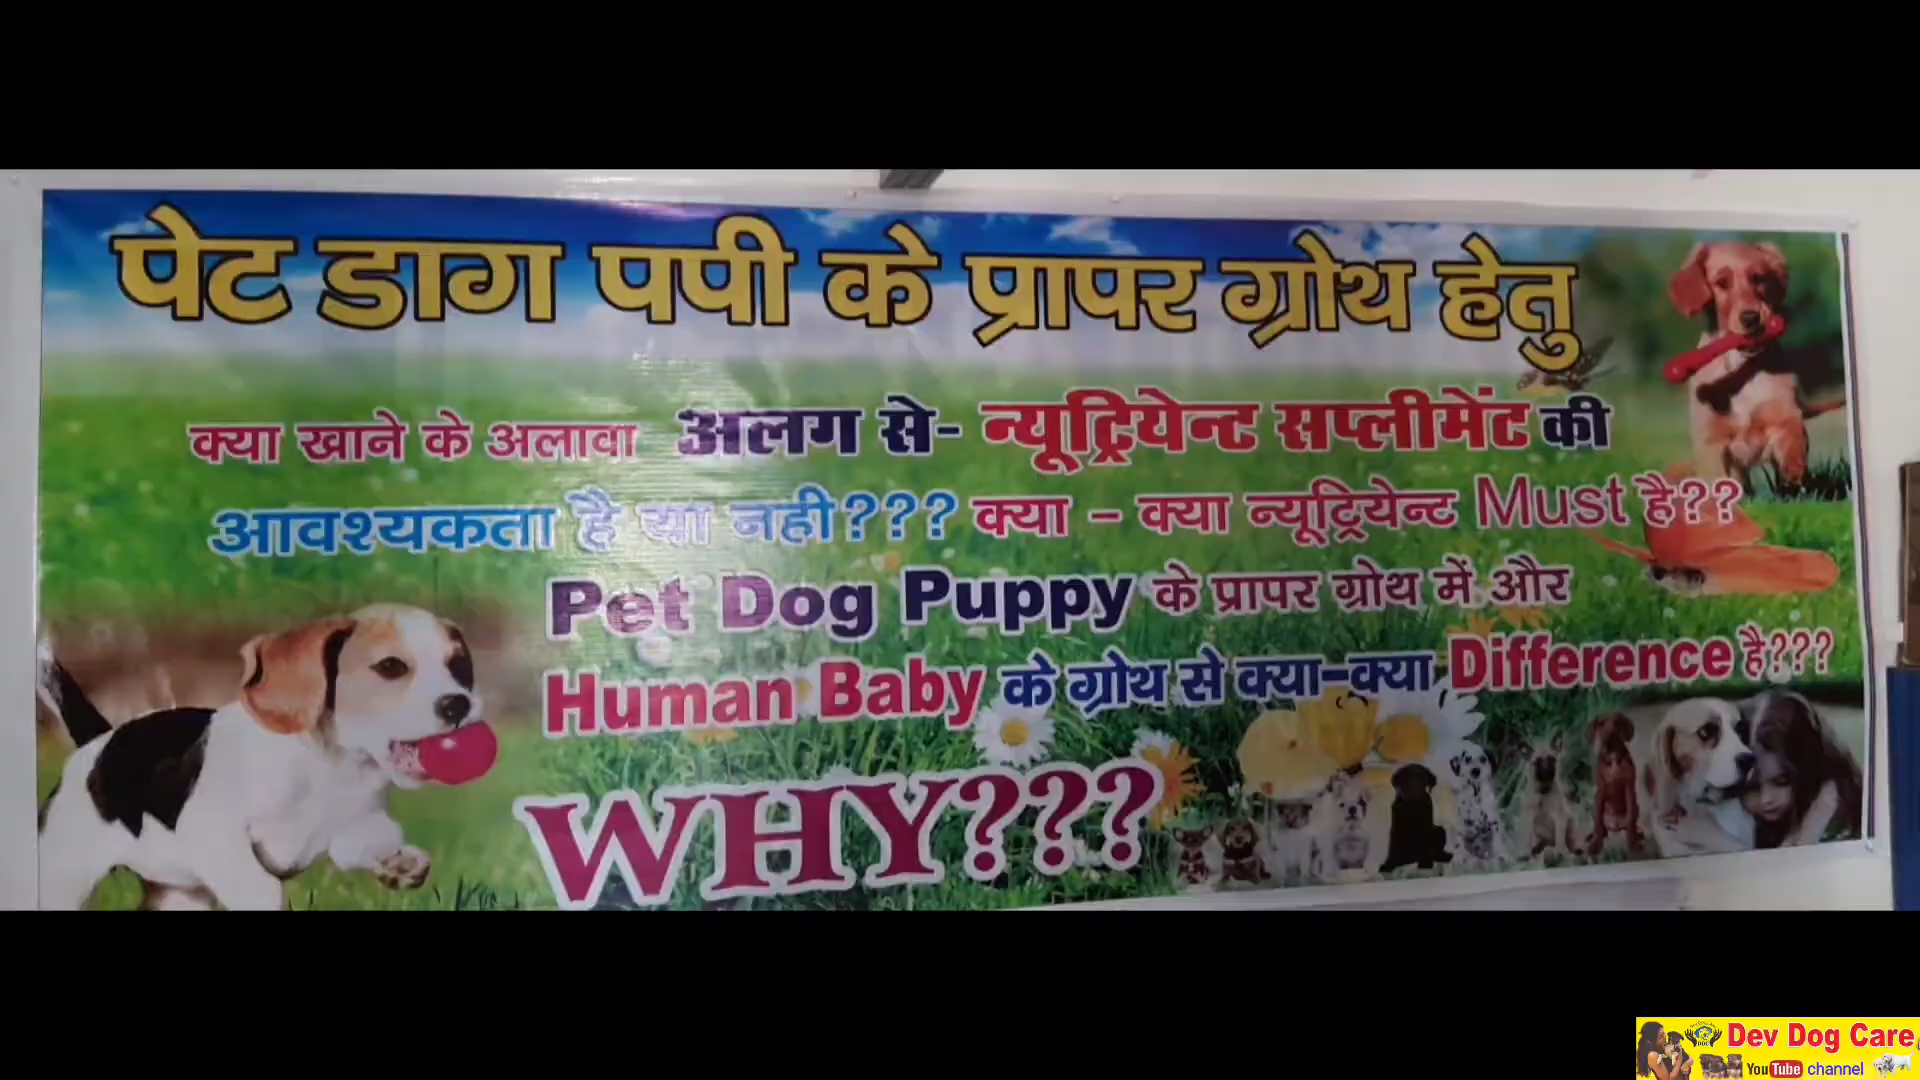 पेट डाग पपी के प्रापर ग्रोथ हेतु
क्या खाने के अलावा अलग से- न्यूट्रियेन्ट सप्लीमेंट की
आवश्यकता है या नही??? क्या – क्या न्यूट्रियेन्ट Must है??
Pet Dog Puppy के प्रापर ग्रोथ में और
Human Baby के ग्रोथ से क्या-क्या Difference है???
WHY???
Dev Dog Care
YouTube channel